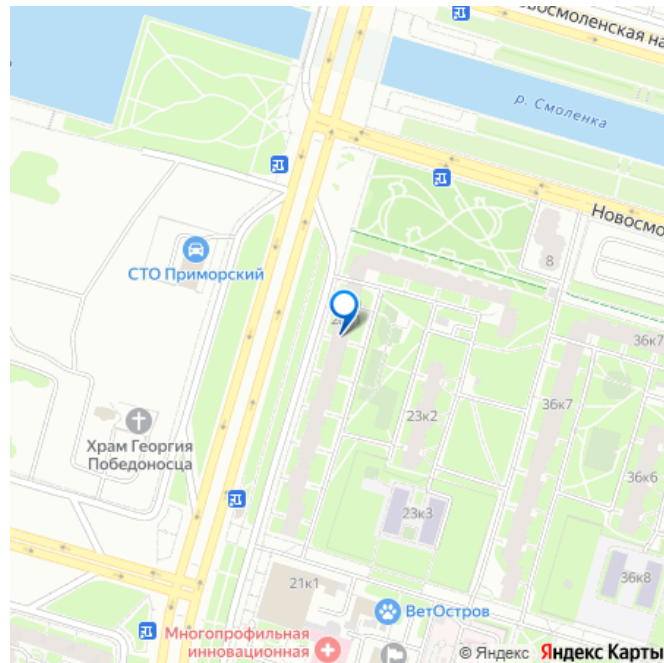 овосмоленская на
р. Смоленка
Новосмо
СТО Приморский
8
36к7
36к7
23к2
Храм Георгия
Победоносца
36к6
23к3
21к1
36к8
ВетОстров
Многопрофильная
инновационная
© Яндекс Яндекс Карты